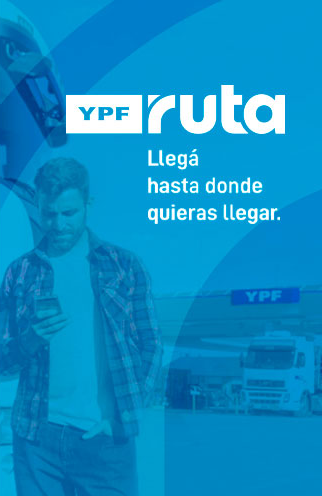 YPF ruta
Llegá
hasta donde
quieras llegar.
YPF